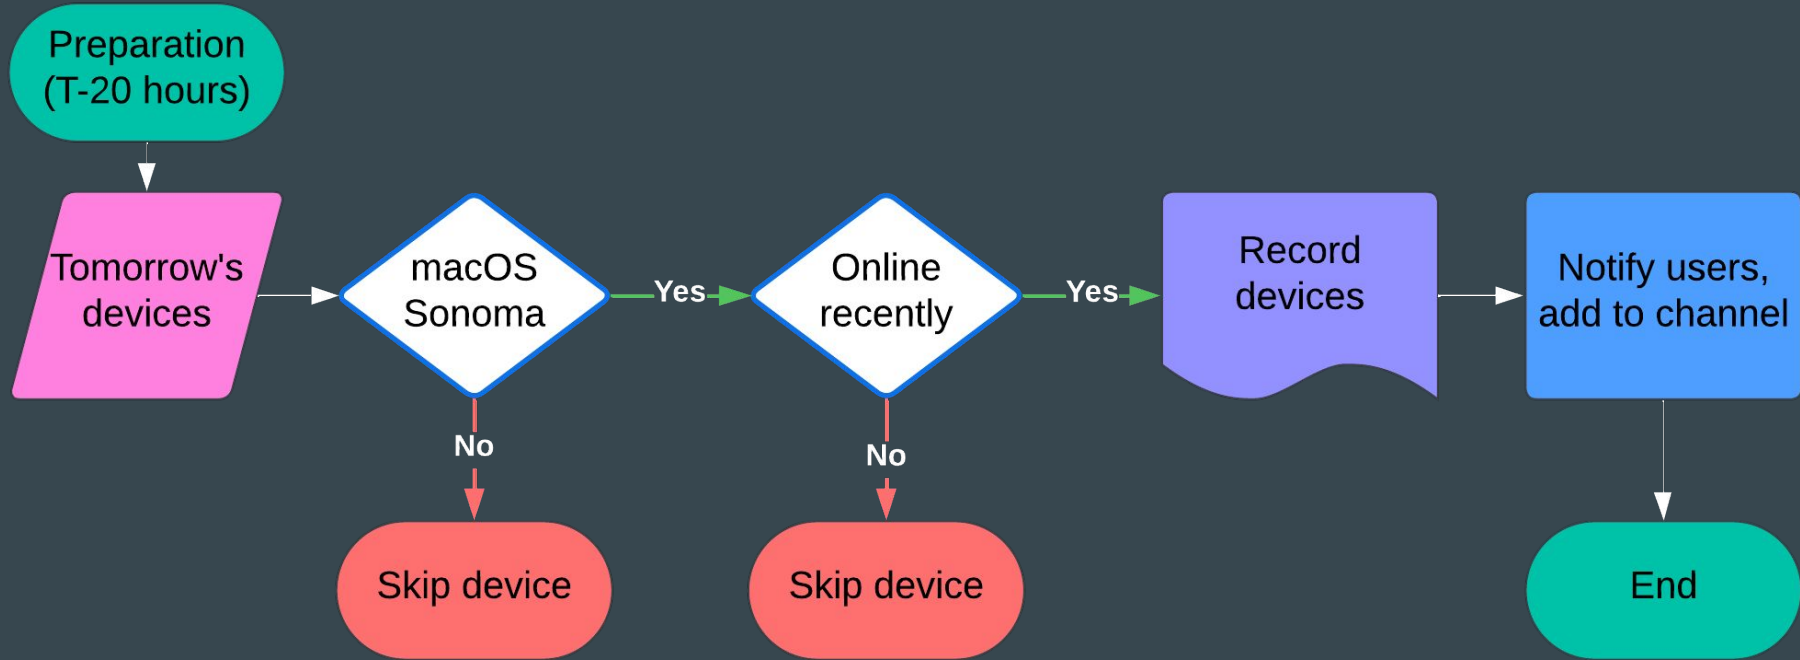 Preparation
(T-20 hours)
Tomorrow's
devices
macOS
Sonoma
Yes
No
Skip device
Online
recently
Yes
No
Skip device
Record
devices
Notify users,
add to channel
End